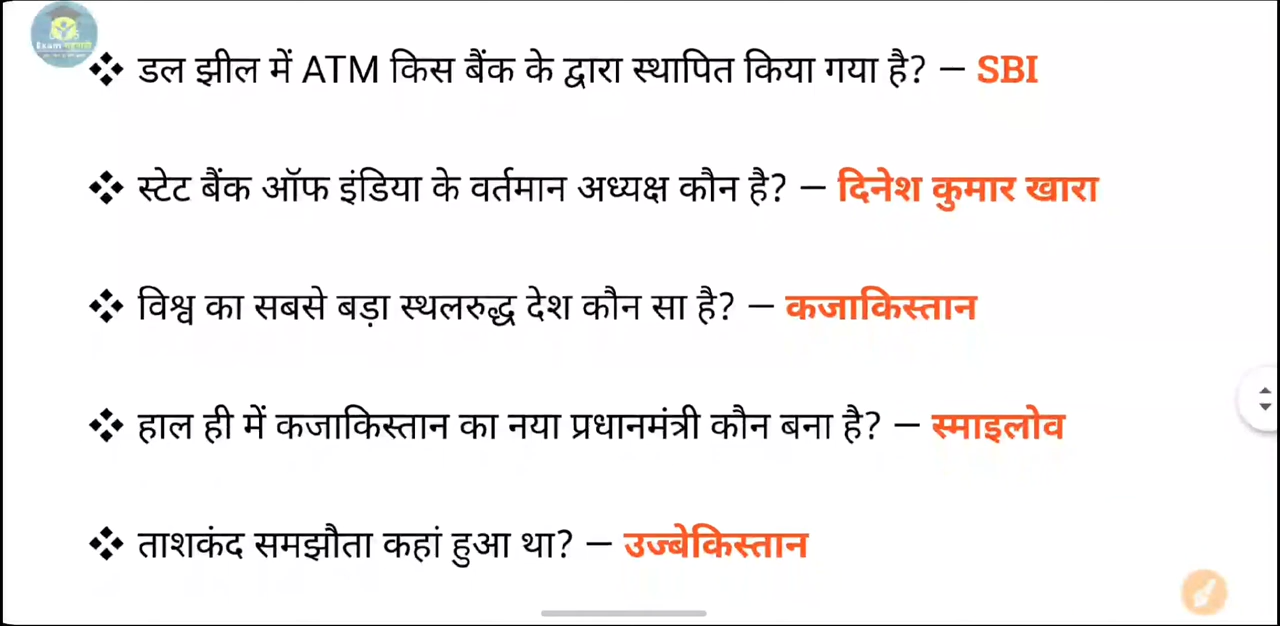 Exam
❖ डल झील में ATM किस बैंक के द्वारा स्थापित किया गया है? – SBI
❖ स्टेट बैंक ऑफ इंडिया के वर्तमान अध्यक्ष कौन है? – दिनेश कुमार खारा
❖ विश्व का सबसे बड़ा स्थलरुद्ध देश कौन सा है? – कजाकिस्तान
❖ हाल ही में कजाकिस्तान का नया प्रधानमंत्री कौन बना है? – स्माइलोव
❖ ताशकंद समझौता कहां हुआ था? – उज्बेकिस्तान